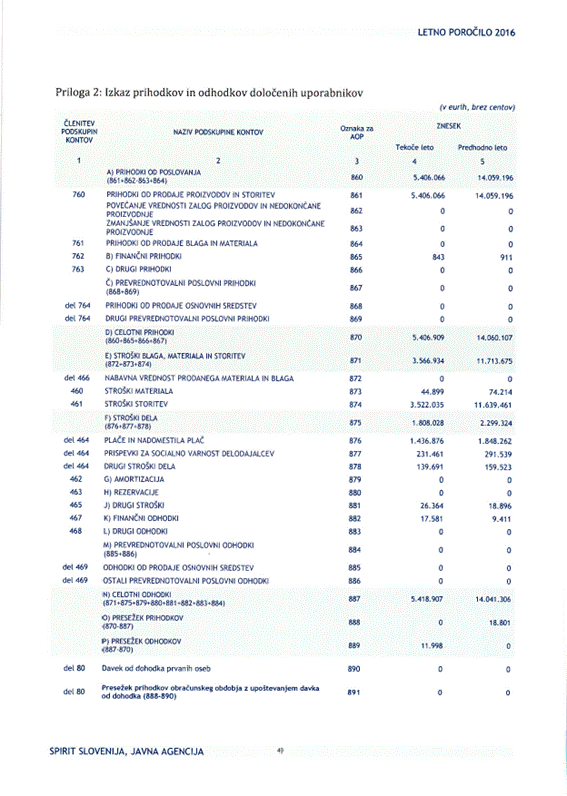 LETNO POROČILO 2016
Priloga 2: Izkaz prihodkov in odhodkov določenih uporabnikov
(v eurih, brez centov)
ČLENITEV PODSKUPIN KONTOV NAZIV PODSKUPINE KONTOV Oznaka za AOP ZNESEK
Tekoče leto Predhodno leto
1 2 3 4 5
A) PRIHODKI OD POSLOVANJA
(861+862-863+864) 860 5.406.066 14.059.196
760 PRIHODKI OD PRODAJE PROIZVODOV IN STORITEV 861 5.406.066 14.059.196
POVEČANJE VREDNOSTI ZALOG PROIZVODOV IN NEDOKONČANE
PROIZVODNJE 862 0 0
ZMANJŠANJE VREDNOSTI ZALOG PROIZVODOV IN NEDOKONČANE
PROIZVODNJE 863 0 0
761 PRIHODKI OD PRODAJE BLAGA IN MATERIALA 864 0 0
762 B) FINANČNI PRIHODKI 865 843 911
763 C) DRUGI PRIHODKI 866 0 0
Č) PREVREDNOTOVALNI POSLOVNI PRIHODKI
(868+869) 867 0 0
del 764 PRIHODKI OD PRODAJE OSNOVNIH SREDSTEV 868 0 0
del 764 DRUGI PREVREDNOTOVALNI POSLOVNI PRIHODKI 869 0 0
D) CELOTNI PRIHODKI
(860+865+866+867) 870 5.406.909 14.060.107
E) STROŠKI BLAGA, MATERIALA IN STORITEV
(872+873+874) 871 3.566.934 11.713.675
del 466 NABAVNA VREDNOST PRODANEGA MATERIALA IN BLAGA 872 0 0
460 STROŠKI MATERIALA 873 44.899 74.214
461 STROŠKI STORITEV 874 3.522.035 11.639.461
F) STROŠKI DELA
(876+877+878) 875 1.808.028 2.299.324
del 464 PLAČE IN NADOMESTILA PLAČ 876 1.436.876 1.848.262
del 464 PRISPEVKI ZA SOCIALNO VARNOST DELODAJALCEV 877 231.461 291.539
del 464 DRUGI STROŠKI DELA 878 139.691 159.523
462 G) AMORTIZACIJA 879 0 0
463 H) REZERVACIJE 880 0 0
465 J) DRUGI STROŠKI 881 26.364 18.896
467 K) FINANČNI ODHODKI 882 17.581 9.411
468 L) DRUGI ODHODKI 883 0 0
M) PREVREDNOTOVALNI POSLOVNI ODHODKI
(885+886) 884 0 0
del 469 ODHODKI OD PRODAJE OSNOVNIH SREDSTEV 885 0 0
del 469 OSTALI PREVREDNOTOVALNI POSLOVNI ODHODKI 886 0 0
N) CELOTNI ODHODKI
(871+875+879+880+881+882+883+884) 887 5.418.907 14.041.306
O) PRESEŽEK PRIHODKOV
(870-887) 888 0 18.801
P) PRESEŽEK ODHODKOV
(887-870) 889 11.998 0
del 80 Davek od dohodka prvanih oseb 890 0 0
del 80 Presežek prihodkov obračunskeg obdobja z upoštevanjem davka
od dohodka (888-890) 891 0 0
SPIRIT SLOVENIJA, JAVNA AGENCIJA 49